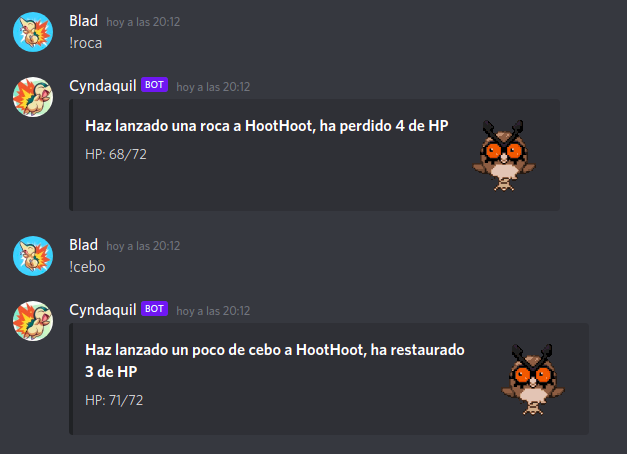 Blad hoy a las 20:12
!roca
Cyndaquil BOT hoy a las 20:12
Haz lanzado una roca a HootHoot, ha perdido 4 de HP
HP: 68/72
Blad hoy a las 20:12
!cebo
Cyndaquil BOT hoy a las 20:12
Haz lanzado un poco de cebo a HootHoot, ha restaurado
3 de HP
HP: 71/72